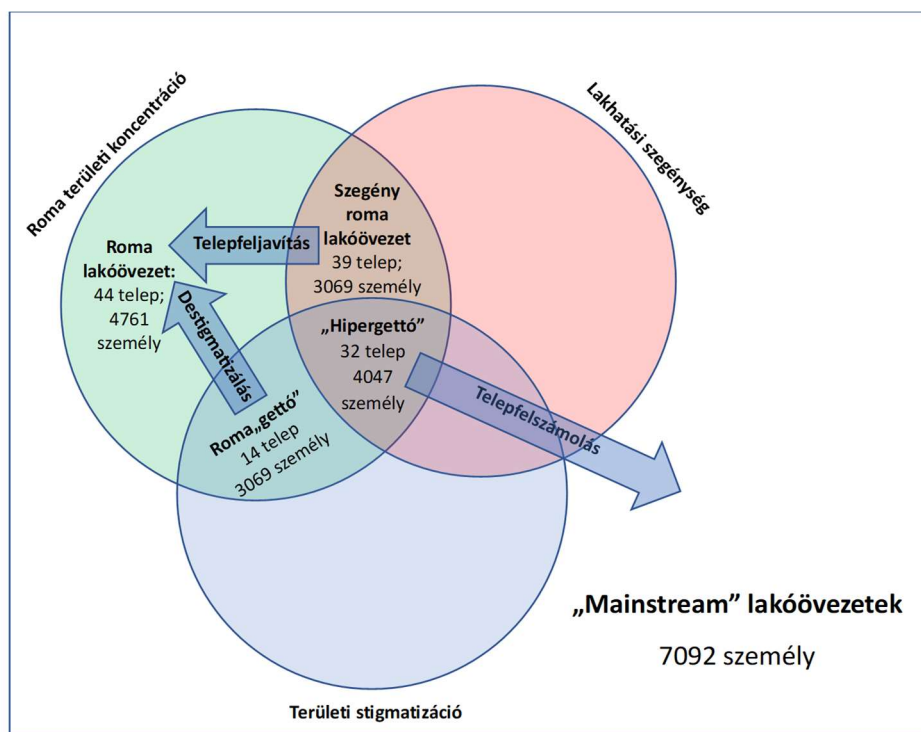 Roma területi koncentráció
Lakhatási szegénység
Szegény
roma
lakóövezet
39 telep;
3069 személy
Telepfeljavítás
Roma
lakóövezet:
44 telep;
4761
személy
Destigmatizálás
„Hipergettó”
32 telep
4047
személy
Telepfelszámolás
Roma„gettó”
14 telep
3069 személy
„Mainstream” lakóövezetek
7092 személy
Területi stigmatizáció